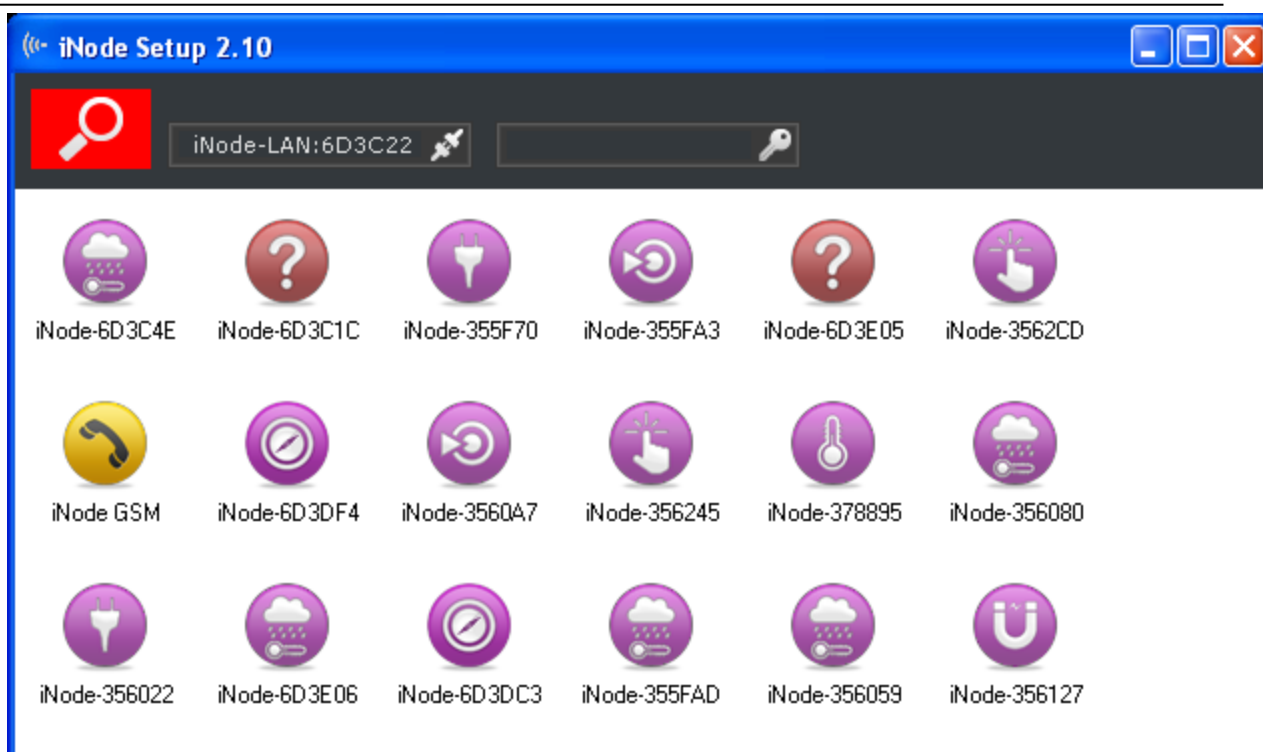 iNode Setup 2.10
iNode-LAN:6D3C22
iNode-6D3C4E iNode-6D3C1C iNode-355F70 iNode-355FA3 iNode-6D3E05 iNode-3562CD
iNode GSM iNode-6D3DF4 iNode-3560A7 iNode-356245 iNode-378895 iNode-356080
iNode-356022 iNode-6D3E06 iNode-6D3DC3 iNode-355FAD iNode-356059 iNode-356127